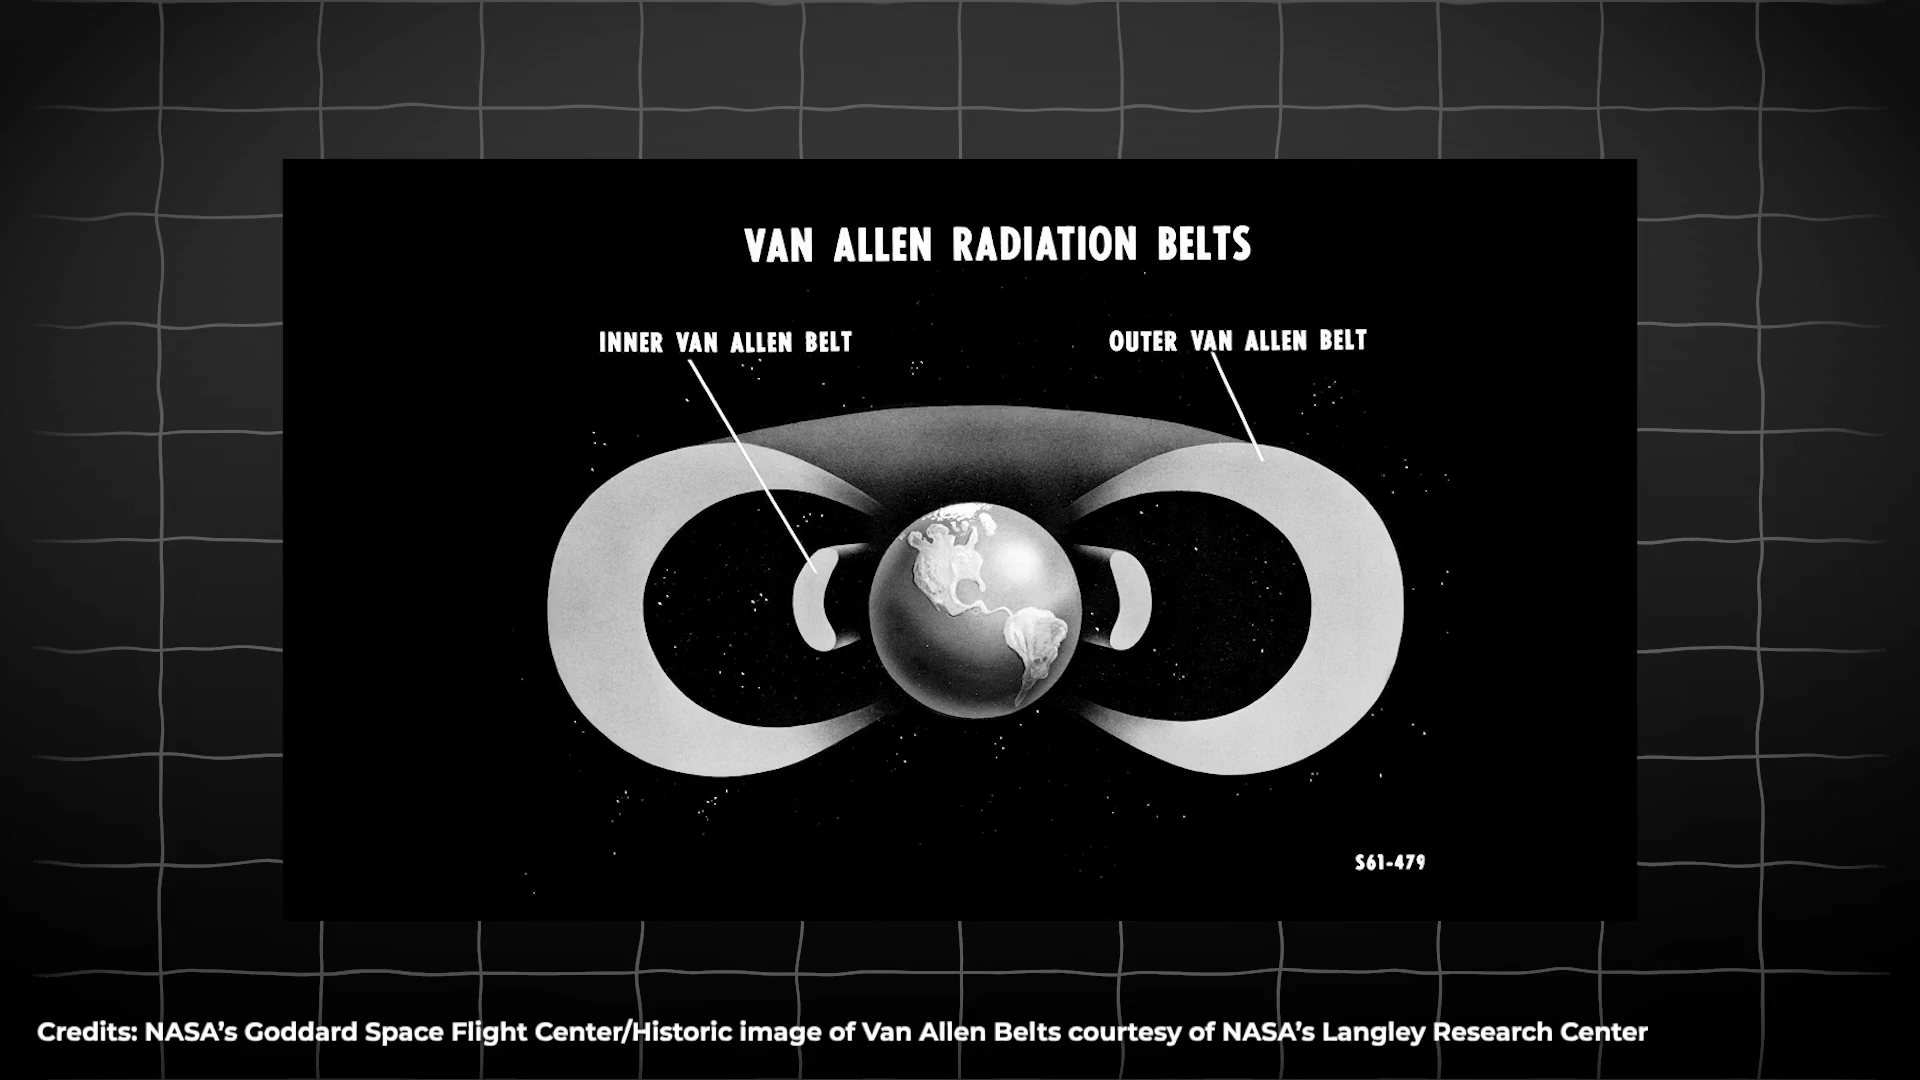 VAN ALLEN RADIATION BELTS
INNER VAN ALLEN BELT
OUTER VAN ALLEN BELT
S61-479
Credits: NASA’s Goddard Space Flight Center/Historic image of Van Allen Belts courtesy of NASA’s Langley Research Center